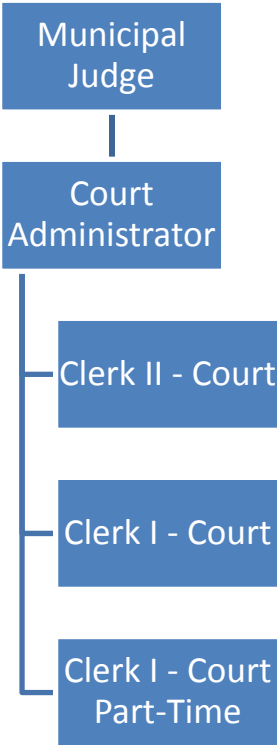 Municipal
Judge
Court
Administrator
Clerk II - Court
Clerk I - Court
Clerk I - Court
Part-Time